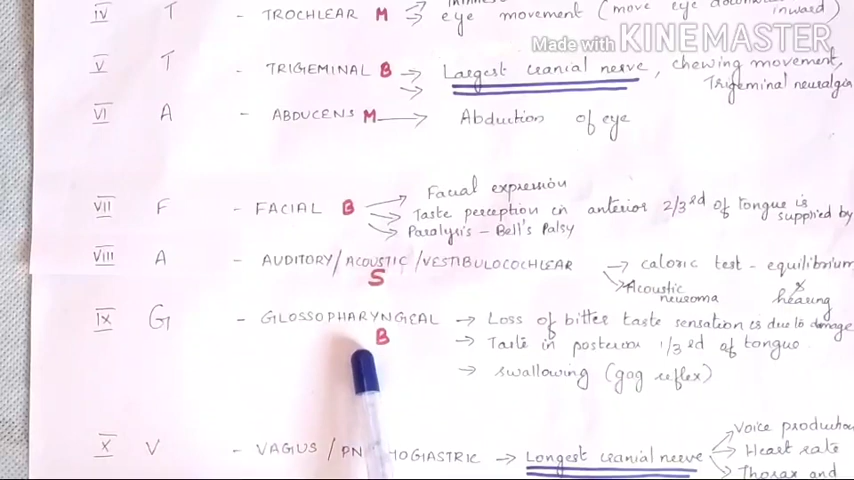 IV T - TROCHLEAR M eye movement (move eye inward
Made with KINEMASTER
V T - TRIGEMINAL B Largest cranial nerve, chewing movement,
Trigeminal neuralgia
VI A - ABDUCENS M Abduction of eye
Facial expression
VII F - FACIAL B Taste perception in anterior 2/3rd of tongue is supplied by
Paralysis - Bell's Palsy
VIII A - AUDITORY/ACOUSTIC/VESTIBULOCOCHLEAR caloric test - equilibrium
S Acoustic neuroma & hearing
IX G - GLOSSOPHARYNGEAL Loss of bitter taste sensation is due to damage
B Taste in posterior 1/3rd of tongue
swallowing (gag reflex)
Voice production
X V - VAGUS / Longest cranial nerve Heart rate
Thorax and